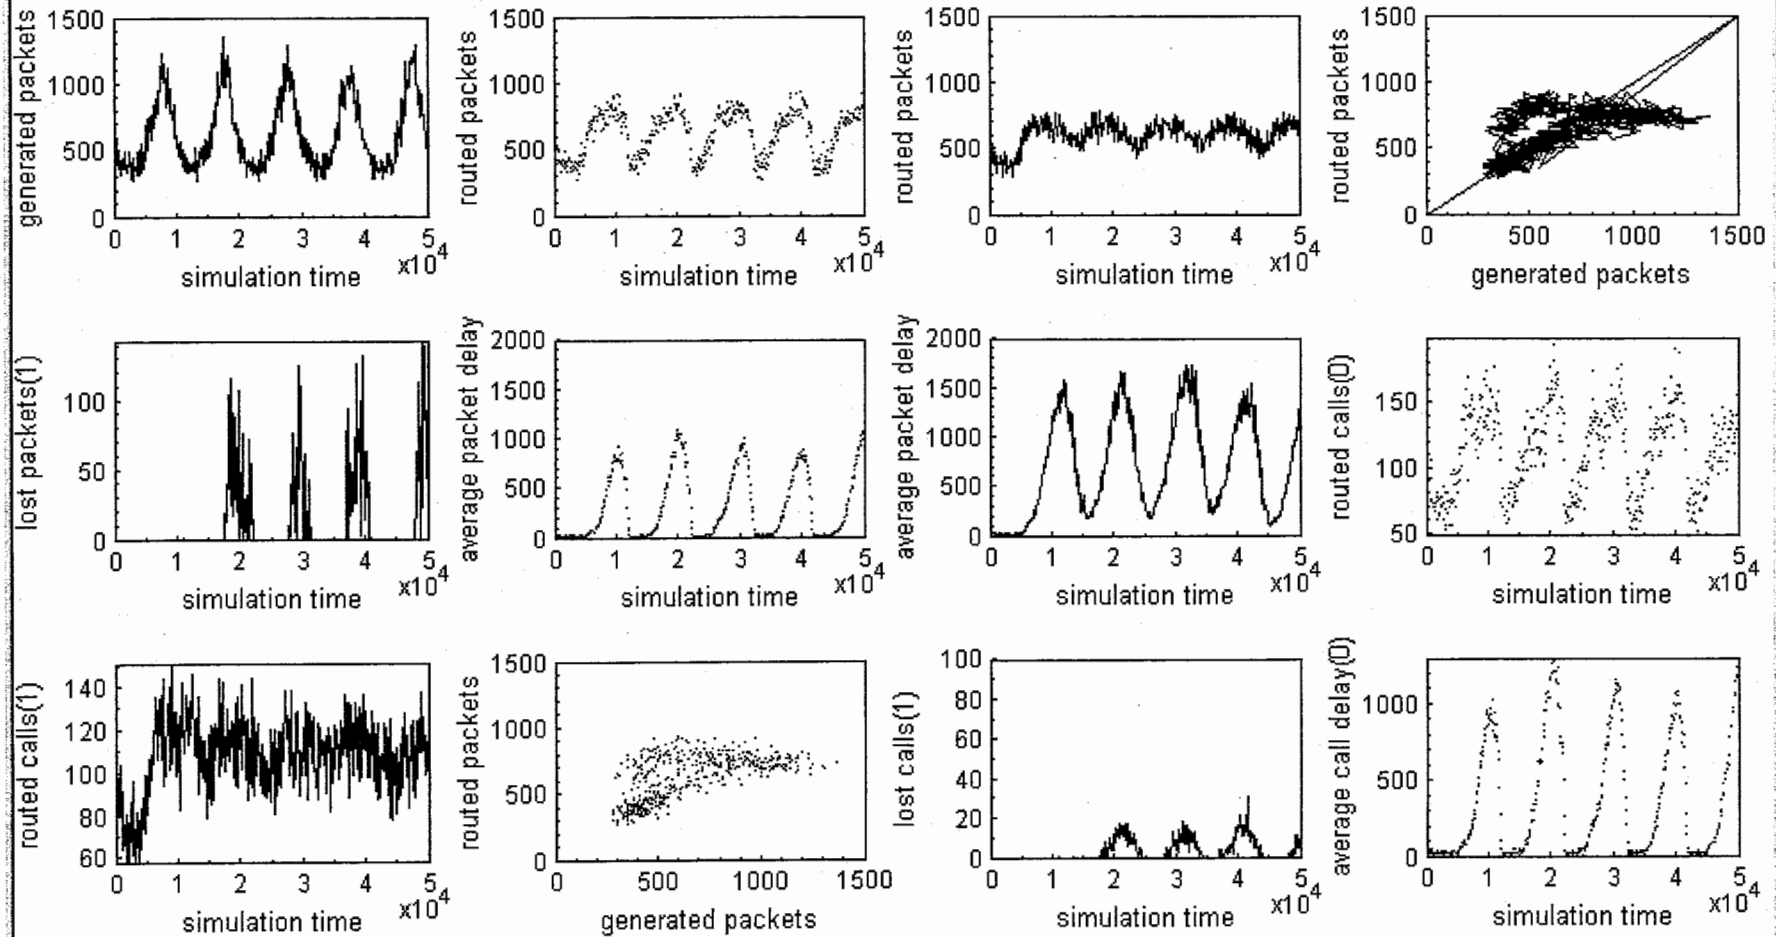 generated packets
1500
1000
500
0
0 1 2 3 4 5
x10^4
simulation time
routed packets
1500
1000
500
0
0 1 2 3 4 5
x10^4
simulation time
routed packets
1500
1000
500
0
0 1 2 3 4 5
x10^4
simulation time
routed packets
1500
1000
500
0
0 500 1000 1500
generated packets
lost packets(1)
100
50
0
0 1 2 3 4 5
x10^4
simulation time
average packet delay
2000
1500
1000
500
0
0 1 2 3 4 5
x10^4
simulation time
average packet delay
2000
1500
1000
500
0
0 1 2 3 4 5
x10^4
simulation time
routed calls(0)
150
100
50
0 1 2 3 4 5
x10^4
simulation time
routed calls(1)
140
120
100
80
60
0 1 2 3 4 5
x10^4
simulation time
routed packets
1500
1000
500
0
0 500 1000 1500
generated packets
lost calls(1)
100
80
60
40
20
0
0 1 2 3 4 5
x10^4
simulation time
average call delay(0)
1000
500
0
0 1 2 3 4 5
x10^4
simulation time